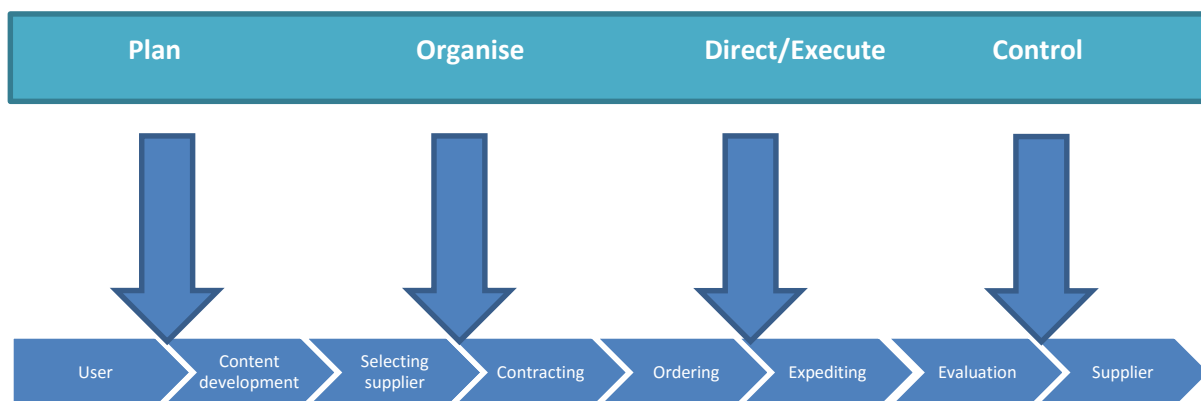 Plan
Organise
Direct/Execute
Control
User
Content
development
Selecting
supplier
Contracting
Ordering
Expediting
Evaluation
Supplier